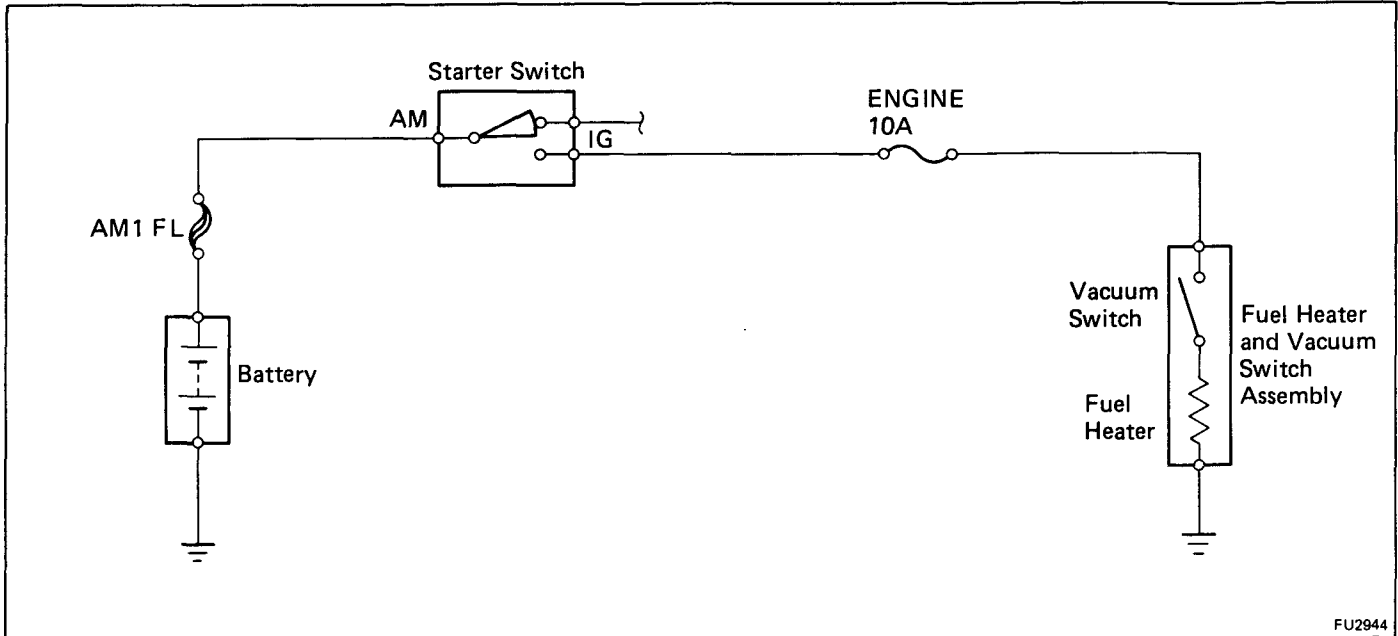 Starter Switch
AM
IG
ENGINE
10A
AM1 FL
Battery
Vacuum
Switch
Fuel
Heater
Fuel Heater
and Vacuum
Switch
Assembly
FU2944